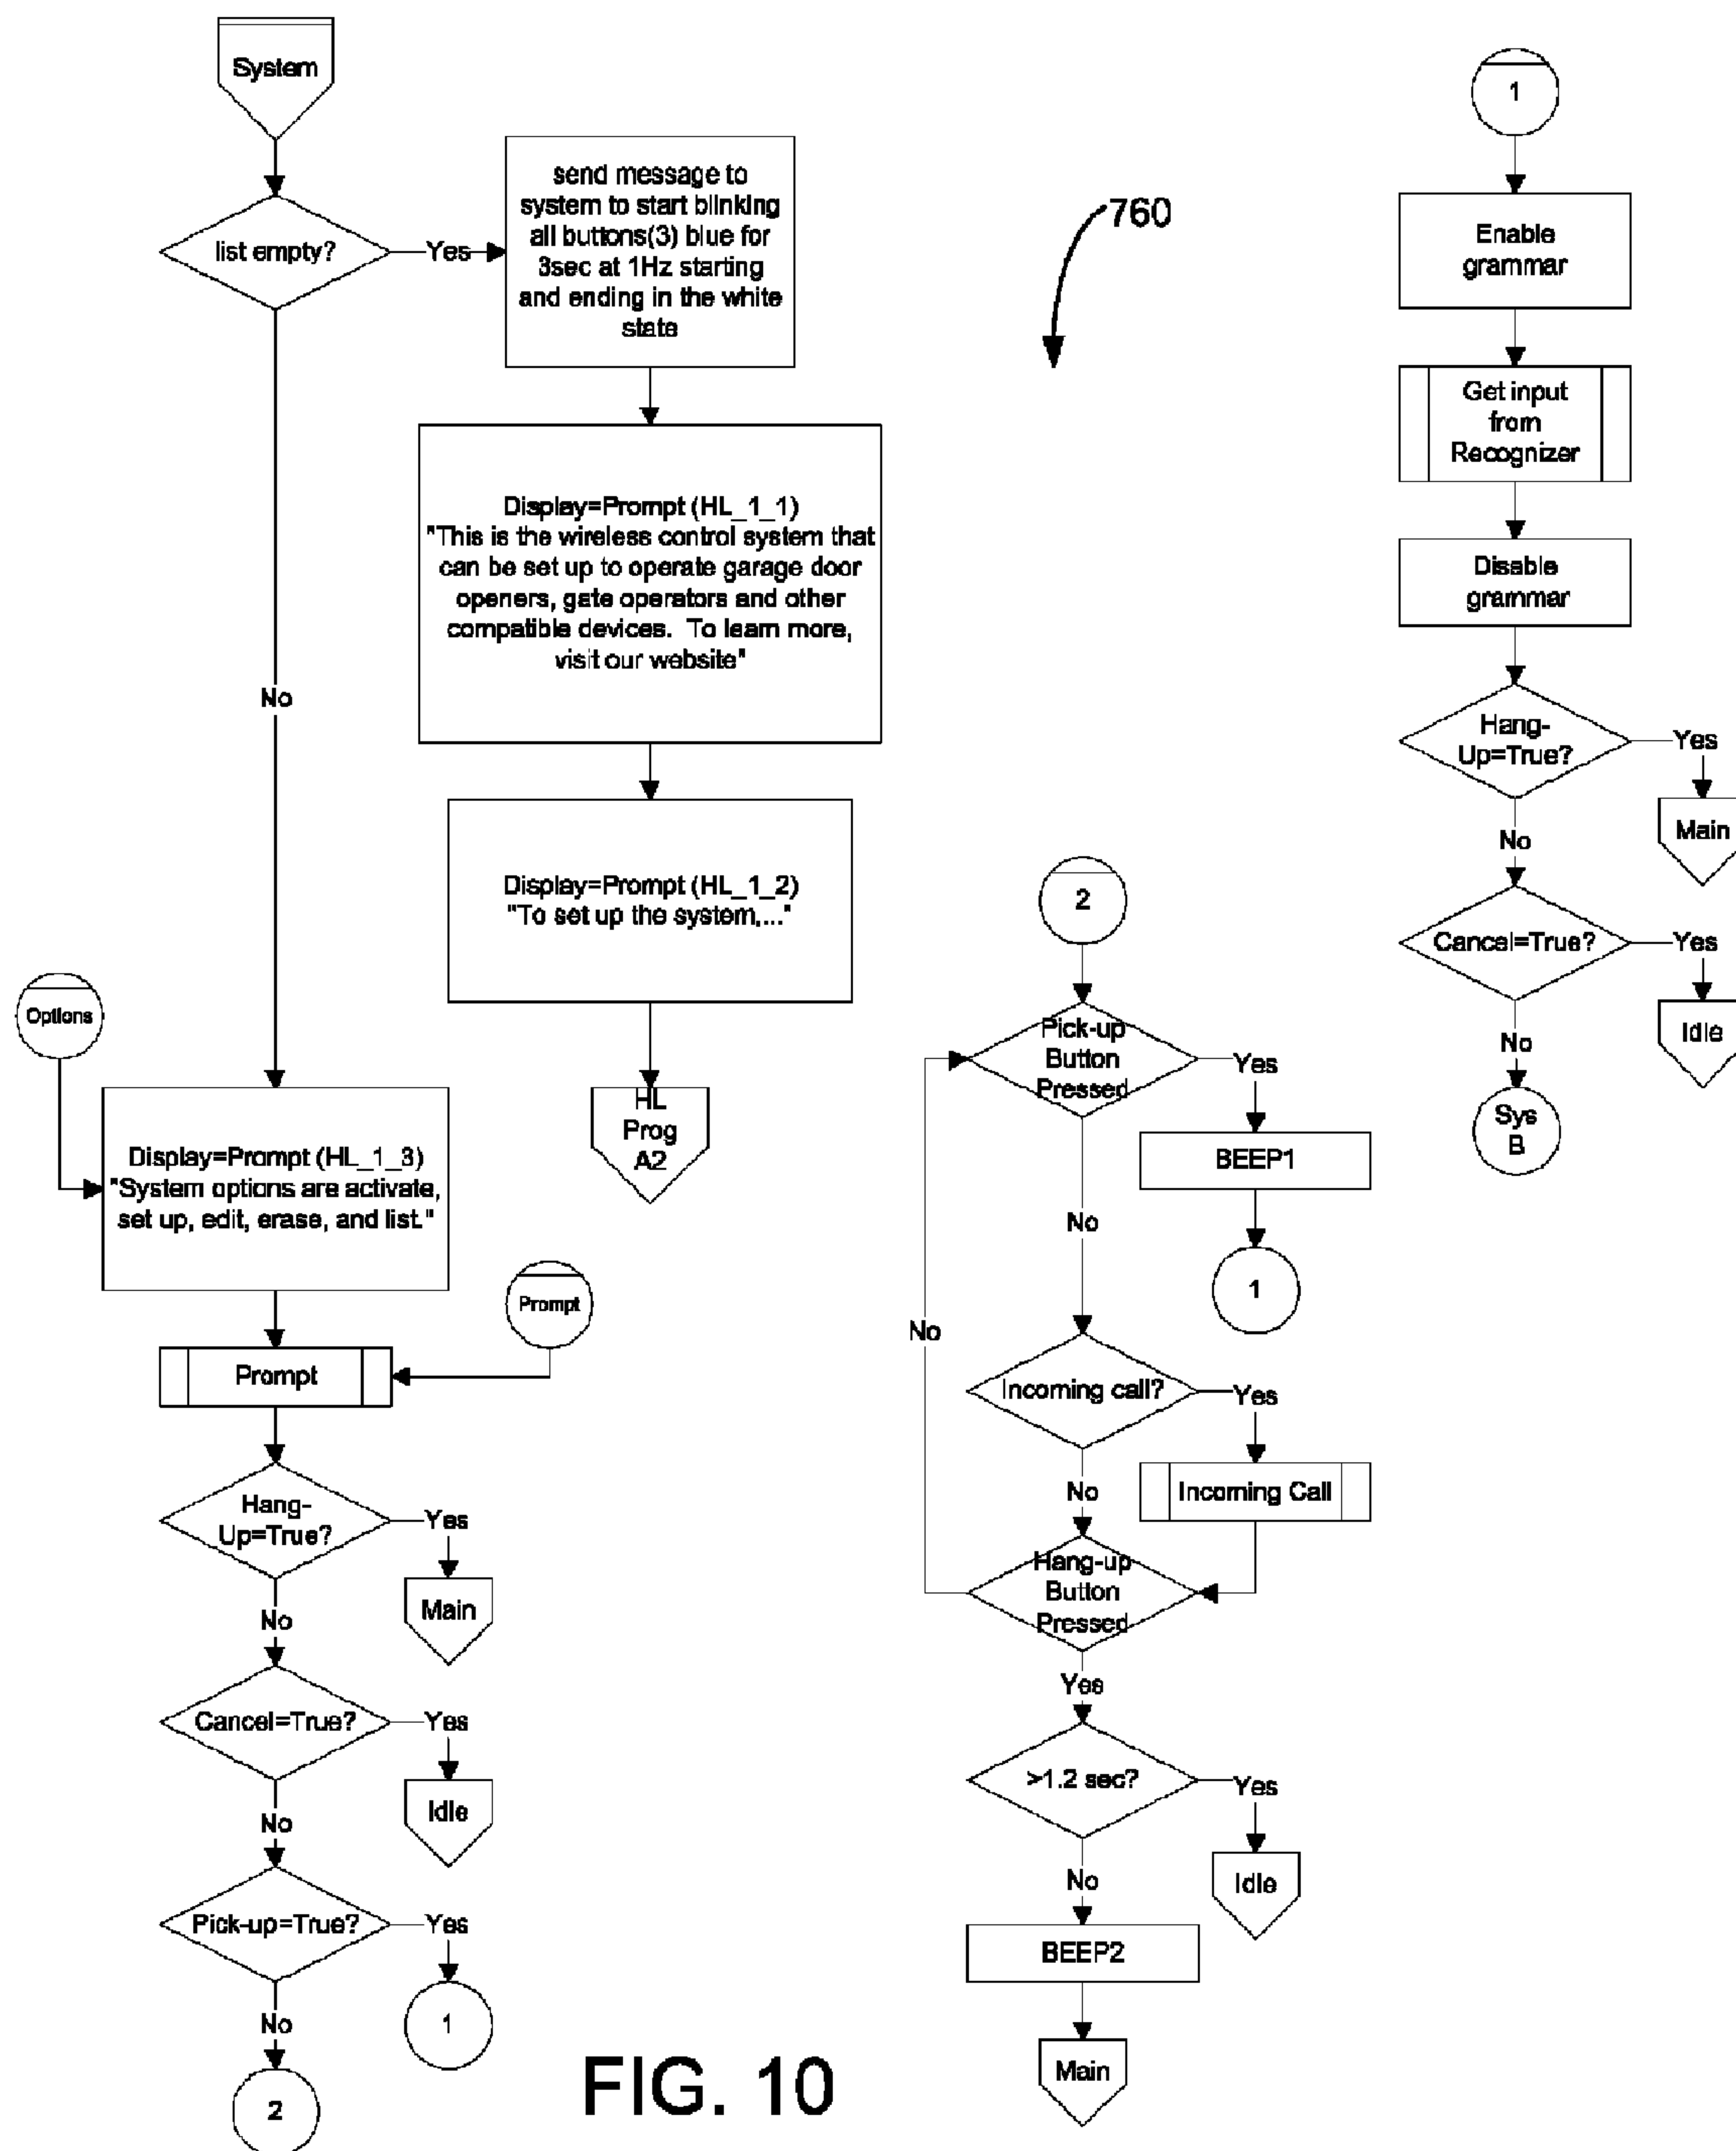 System
list empty?
Yes
send message to
system to start blinking
all buttons(3) blue for
3sec at 1Hz starting
and ending in the white
state
Display=Prompt (HL_1_1)
"This is the wireless control system that
can be set up to operate garage door
openers, gate operators and other
compatible devices. To learn more,
visit our website"
No
Display=Prompt (HL_1_2)
"To set up the system,..."
HL
Prog
A2
Options
Display=Prompt (HL_1_3)
"System options are activate,
set up, edit, erase, and list."
Prompt
Prompt
Hang-
Up=True?
Yes
Main
No
Cancel=True?
Yes
Idle
No
Pick-up=True?
Yes
1
No
2
760
2
Pick-up
Button
Pressed
Yes
BEEP1
1
No
Incoming call?
Yes
Incoming Call
No
No
Hang-up
Button
Pressed
Yes
>1.2 sec?
Yes
Idle
No
BEEP2
Main
1
Enable
grammar
Get input
from
Recognizer
Disable
grammar
Hang-
Up=True?
Yes
Main
No
Cancel=True?
Yes
Idle
No
Sys
B
FIG. 10